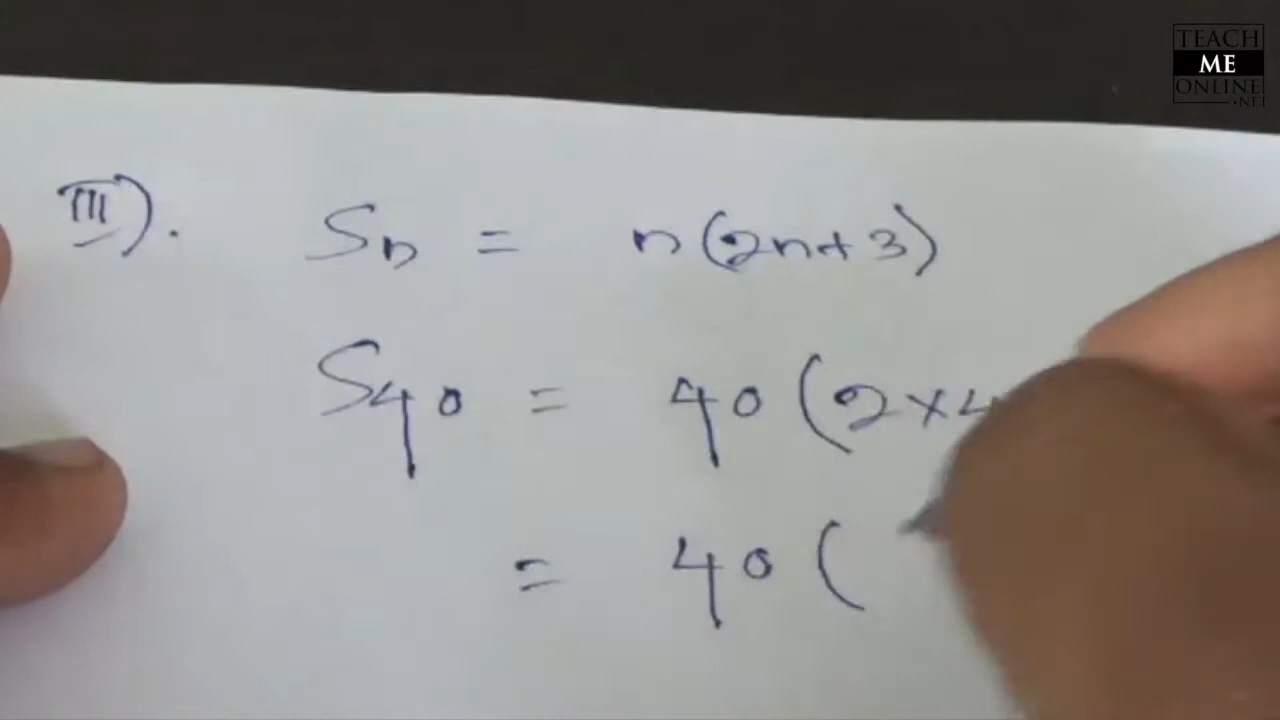 TEACH
ME
ONLINE
.NET
III). Sn = n(2n+3)
S40 = 40(2×4
= 40(